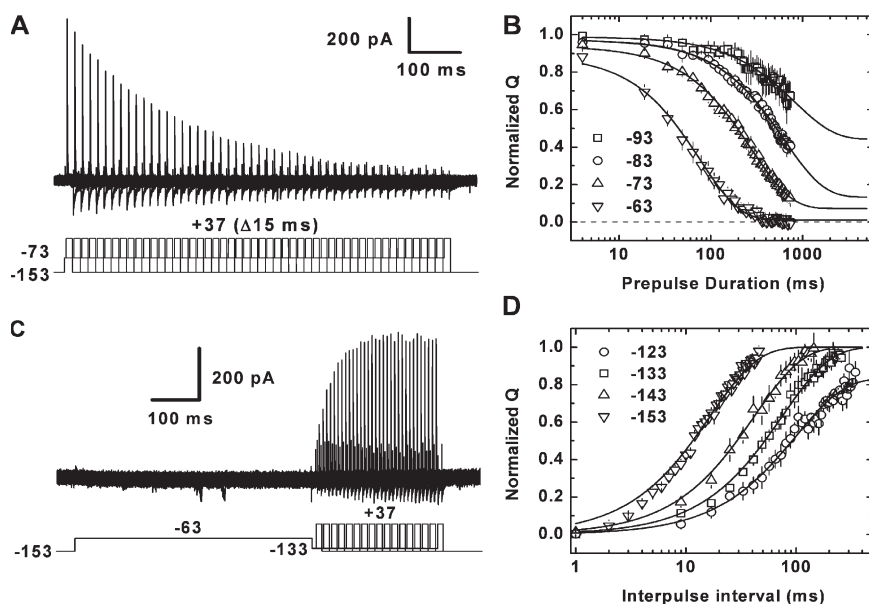 A
200 pA
100 ms
+37 (Δ15 ms)
-73
-153
B
Normalized Q
1.0
0.8
0.6
0.4
0.2
0.0
-93
-83
-73
-63
10
100
1000
Prepulse Duration (ms)
C
200 pA
100 ms
+37
-63
-153
-133
D
Normalized Q
1.0
0.8
0.6
0.4
0.2
0.0
-123
-133
-143
-153
1
10
100
Interpulse interval (ms)